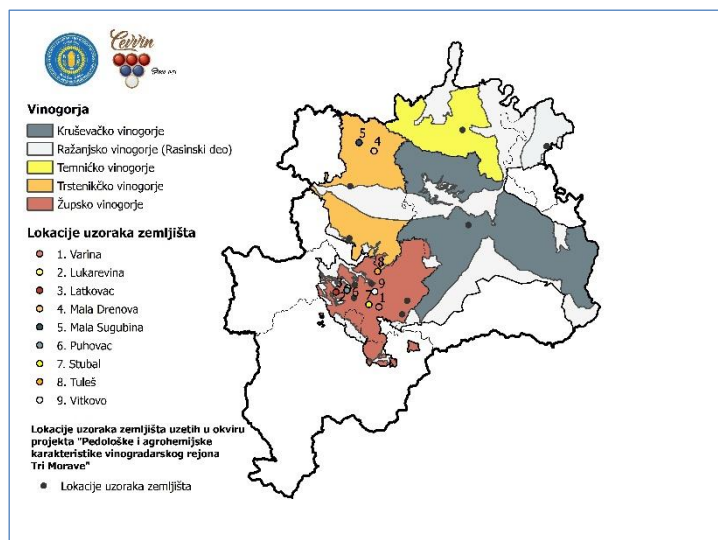 Cevvin
Vinogorja
Kruševačko vinogorje
Ražanjsko vinogorje (Rasinski deo)
Temnićko vinogorje
Trstenikčko vinogorje
Župsko vinogorje
Lokacije uzoraka zemljišta
1. Varina
2. Lukarevina
3. Latkovac
4. Mala Drenova
5. Mala Sugubina
6. Puhovac
7. Stubal
8. Tuleš
9. Vitkovo
Lokacije uzoraka zemljišta uzetih u okviru
projekta "Pedološke i agrohemijske
karakteristike vinogradarskog rejona
Tri Morave"
Lokacije uzoraka zemljišta
5
4
8
9
6
7
1